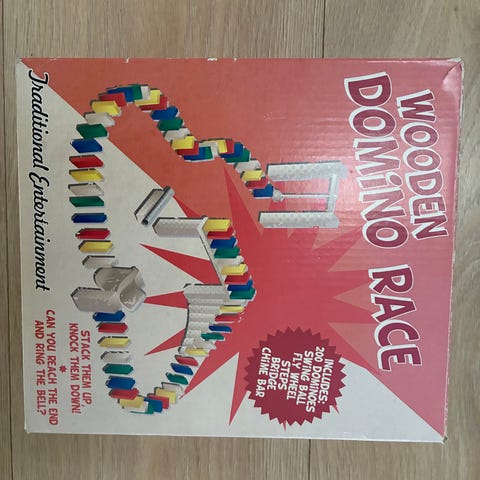 WOODEN
DOMINO RACE
INCLUDES:
200 DOMINOES
SWING BALL
FLY WHEEL
STEPS
BRIDGE
CHIME BAR
Traditional Entertainment
STACK THEM UP,
KNOCK THEM DOWN!
*
CAN YOU REACH THE END
AND RING THE BELL?